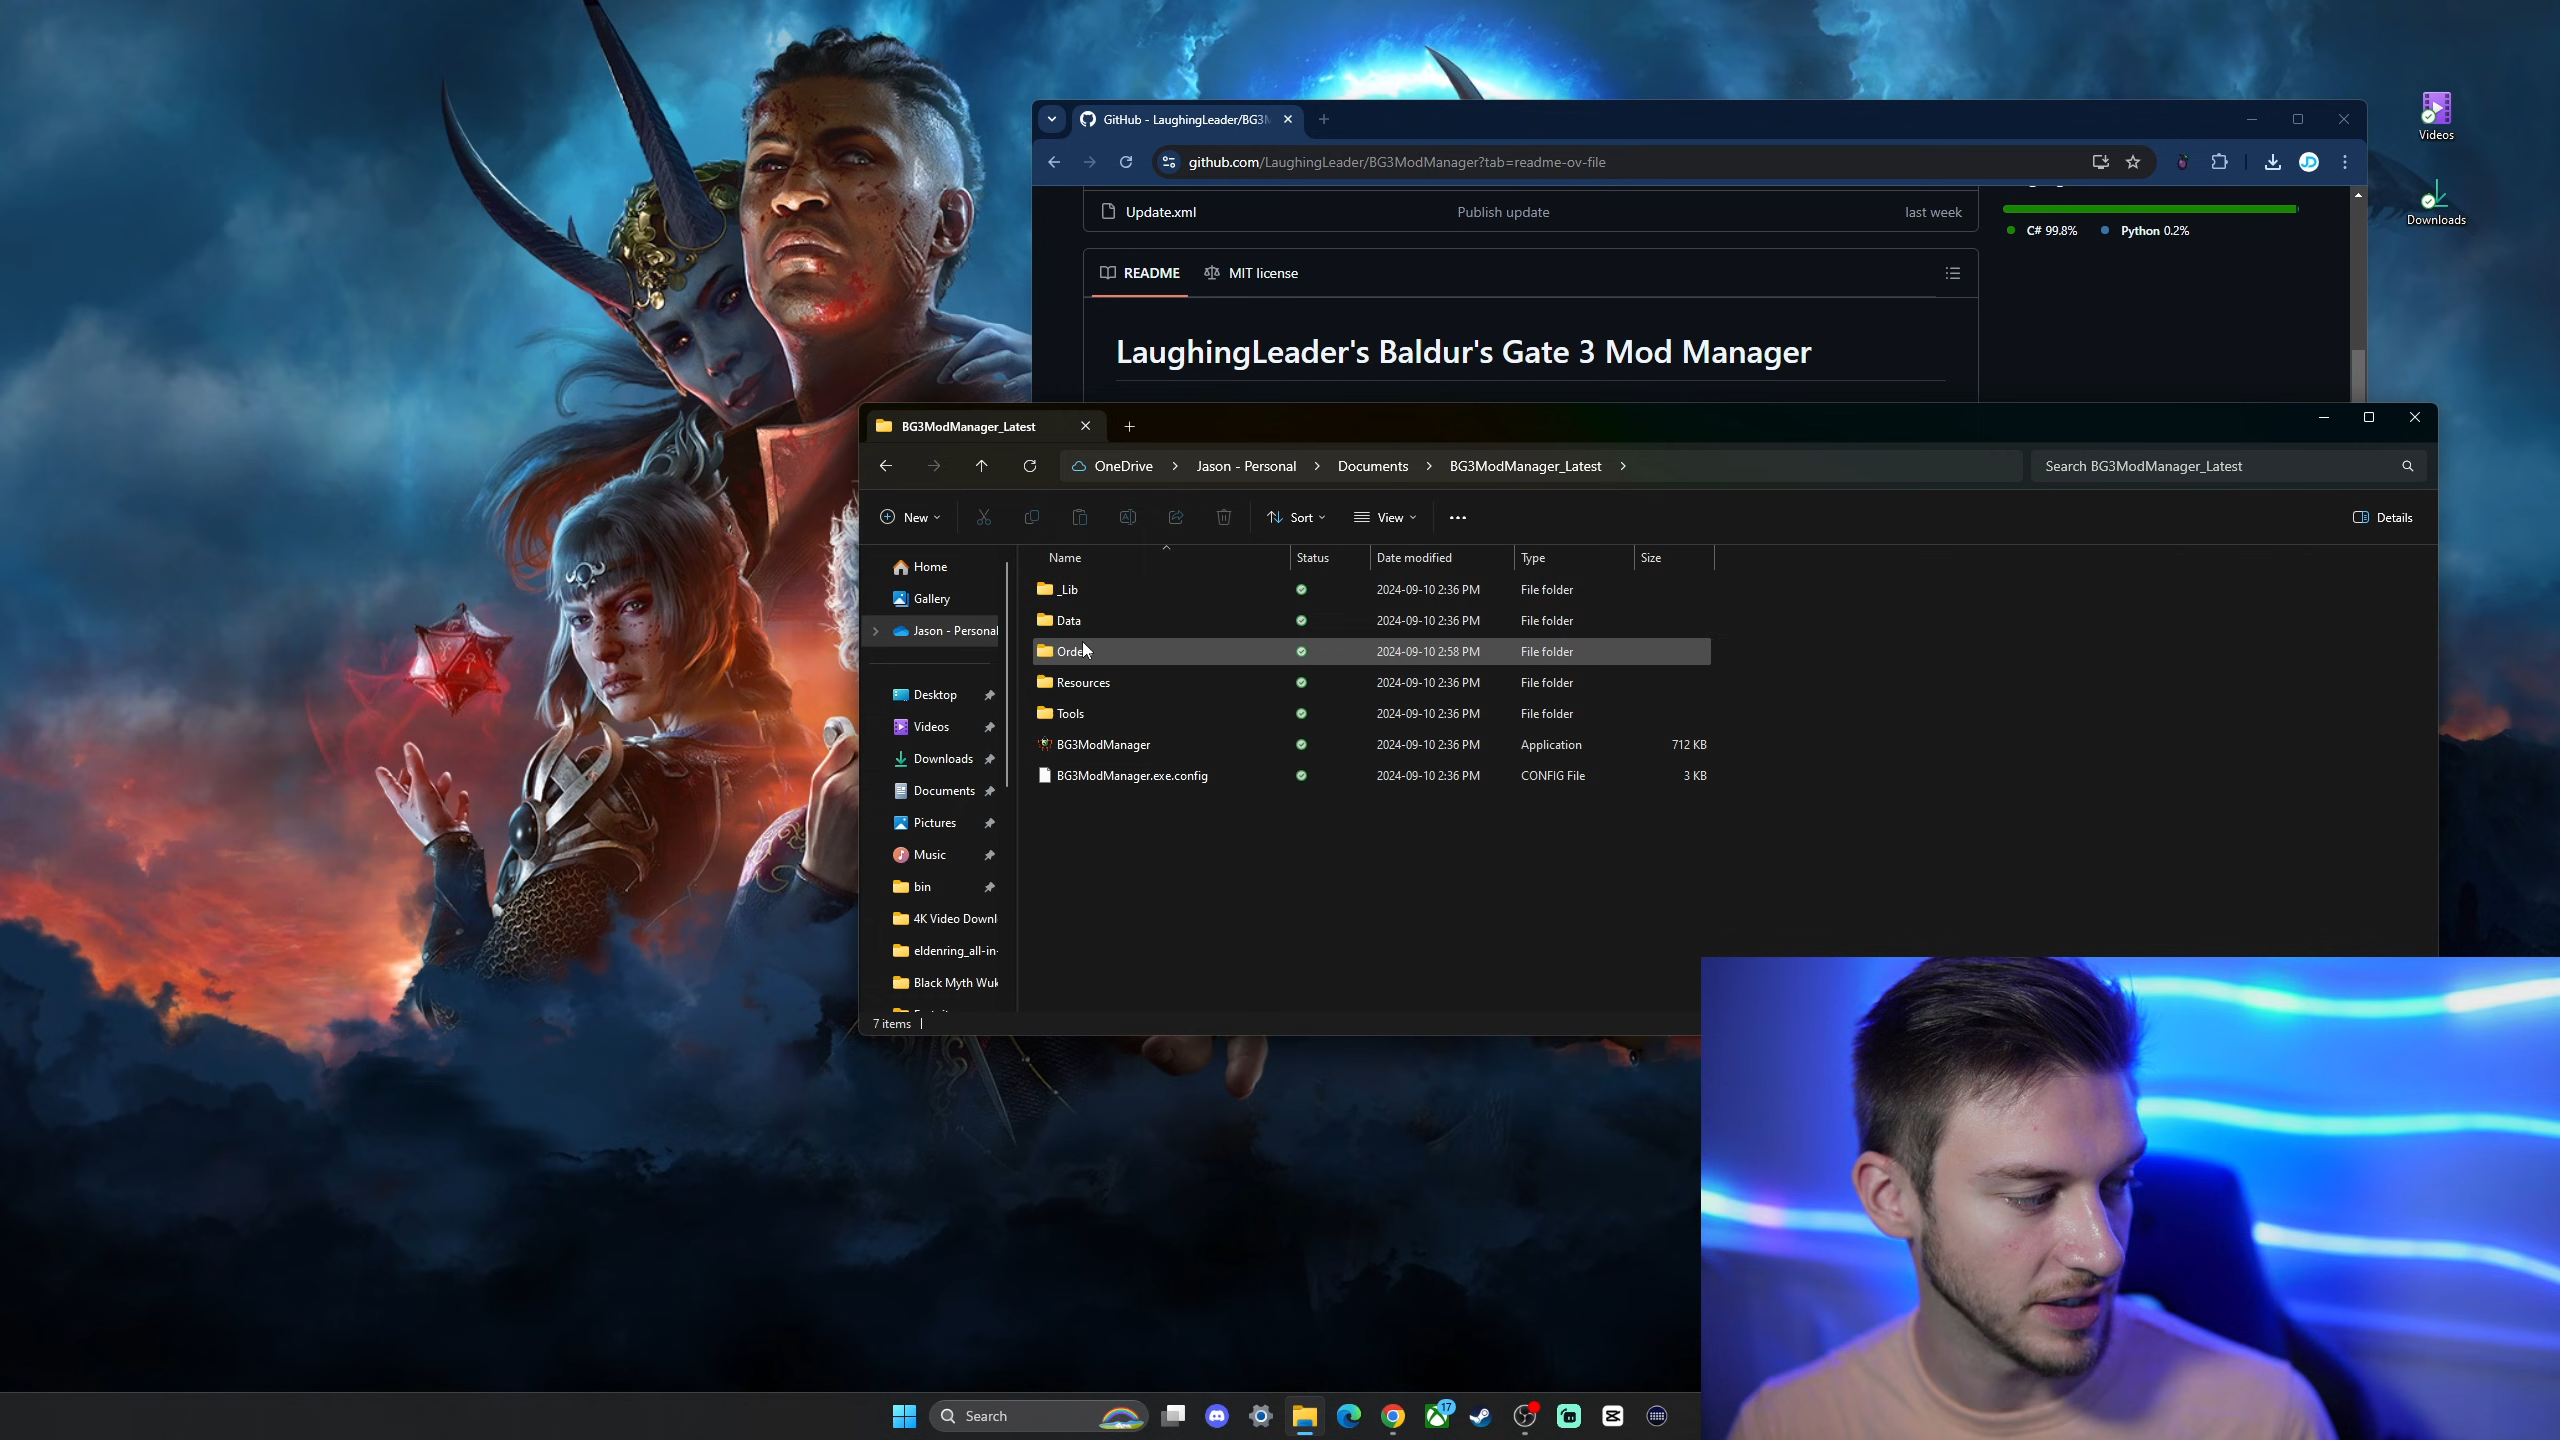 Videos
Downloads
GitHub - LaughingLeader/BG3M
github.com/LaughingLeader/BG3ModManager?tab=readme-ov-file
Update.xml Publish update last week
C# 99.8% Python 0.2%
README MIT license
LaughingLeader's Baldur's Gate 3 Mod Manager
BG3ModManager_Latest
OneDrive Jason - Personal Documents BG3ModManager_Latest Search BG3ModManager_Latest
New Sort View Details
Name Status Date modified Type Size
Home
Gallery
Jason - Personal
Desktop
Videos
Downloads
Documents
Pictures
Music
bin
4K Video Downl
eldenring_all-in-
Black Myth Wuk
_Lib 2024-09-10 2:36 PM File folder
Data 2024-09-10 2:36 PM File folder
Orde 2024-09-10 2:58 PM File folder
Resources 2024-09-10 2:36 PM File folder
Tools 2024-09-10 2:36 PM File folder
BG3ModManager 2024-09-10 2:36 PM Application 712 KB
BG3ModManager.exe.config 2024-09-10 2:36 PM CONFIG File 3 KB
7 items
Search
17